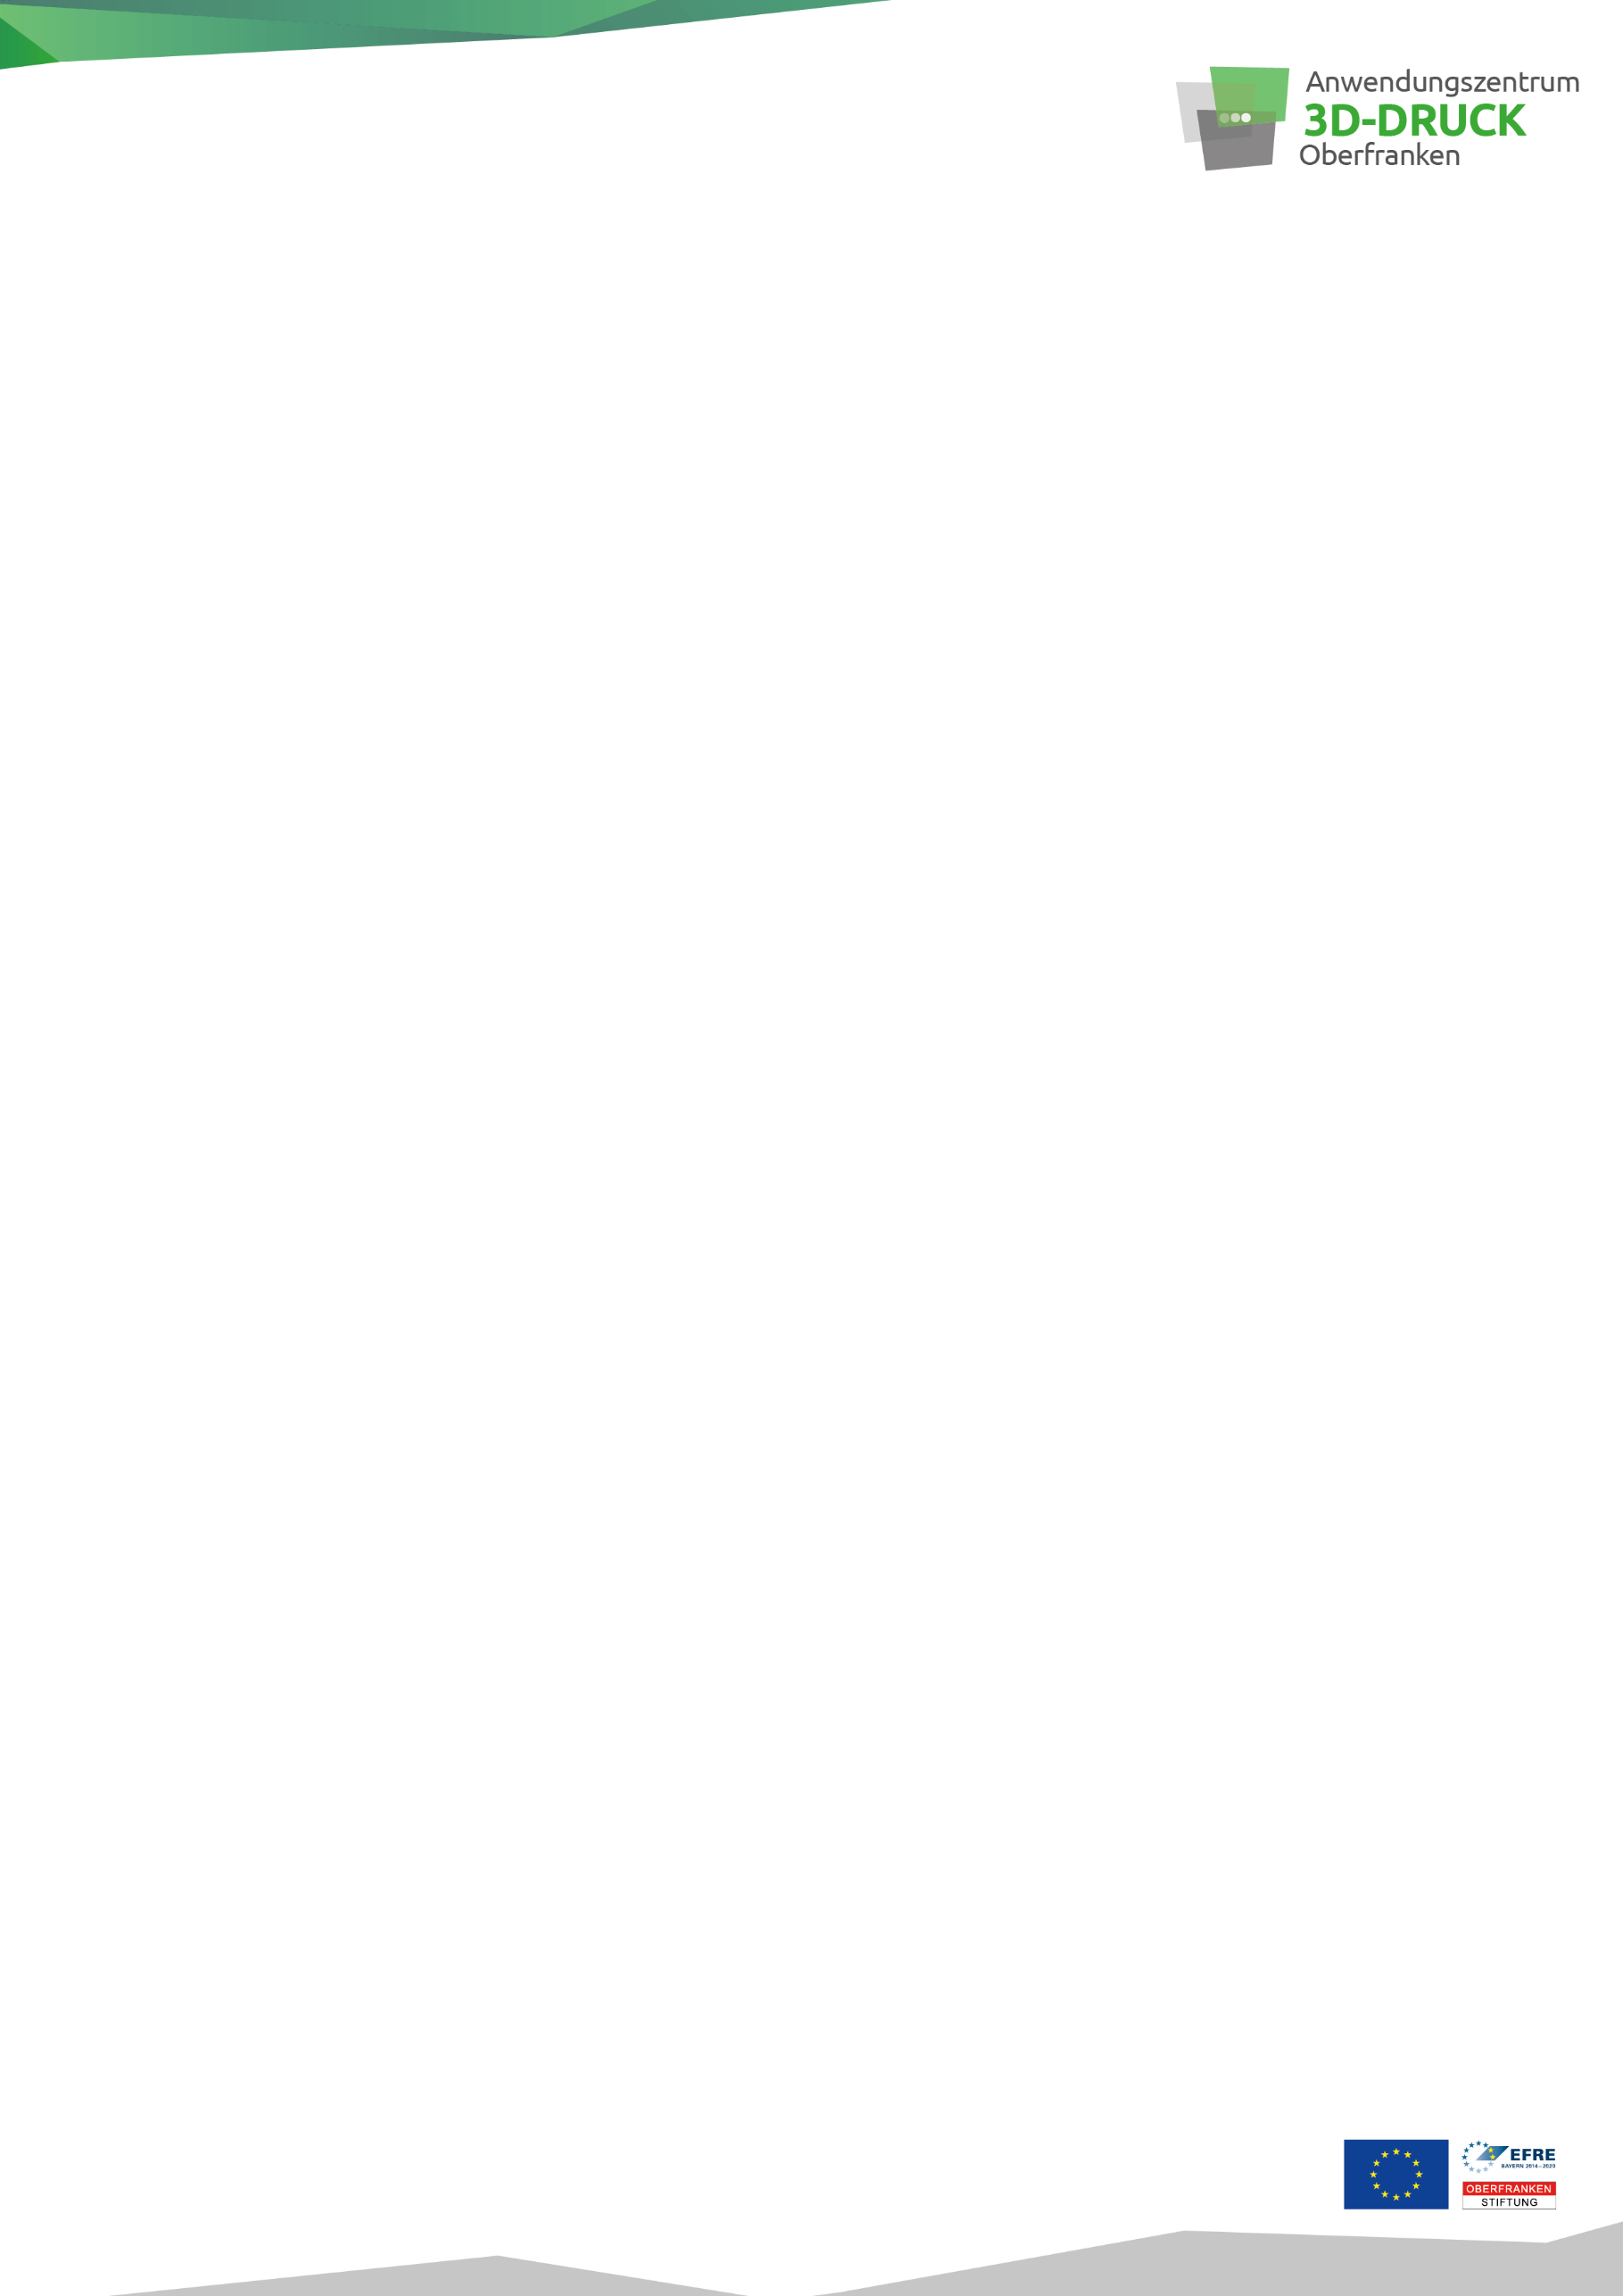 Anwendungszentrum
3D-DRUCK
Oberfranken
EFRE
BAYERN 2014 - 2020
OBERFRANKEN
STIFTUNG